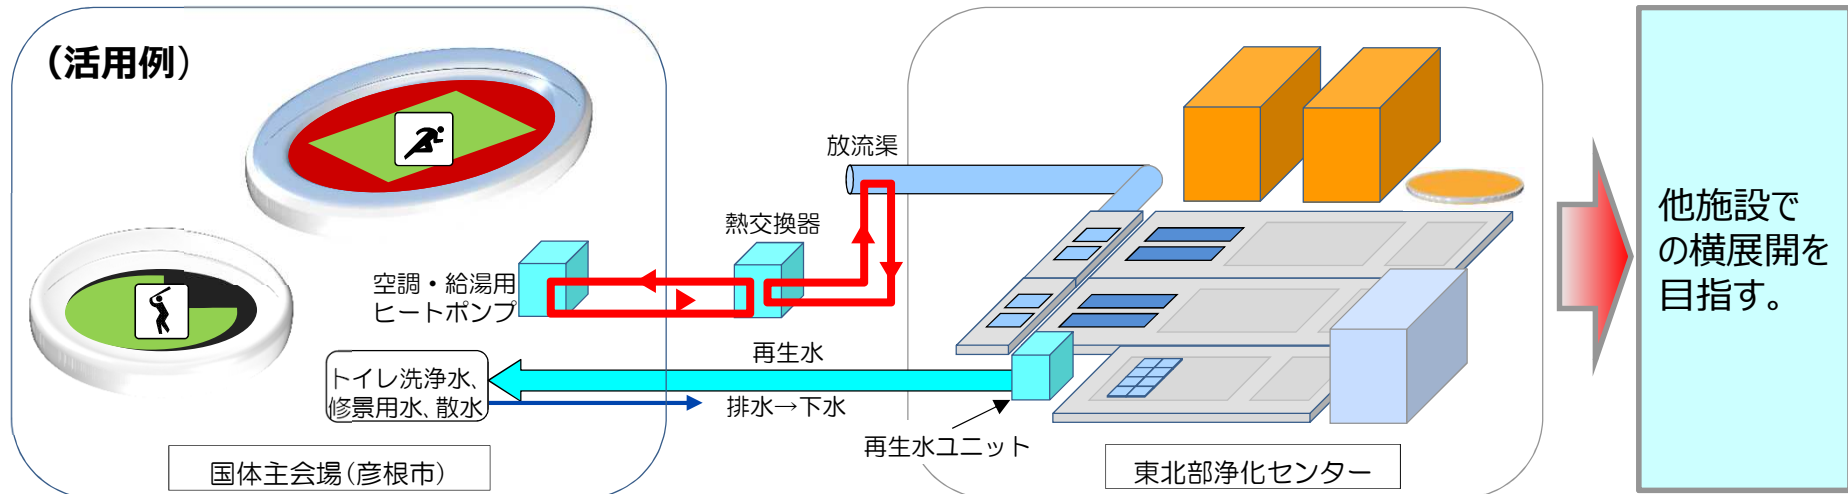 （活用例）
放流渠
熱交換器
空調・給湯用
ヒートポンプ
再生水
トイレ洗浄水、
修景用水、散水
排水→下水
再生水ユニット
国体主会場（彦根市）
東北部浄化センター
他施設で
の横展開を
目指す。